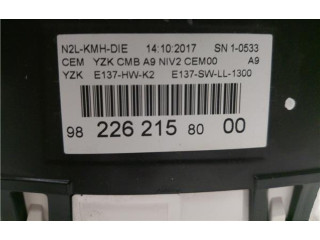 N2L-KMH-DIE 14:10:2017 SN 1-0533
CEM YZK CMB A9 NIV2 CEM00 A9
YZK E137-HW-K2 E137-SW-LL-1300
98 226 215 80 00